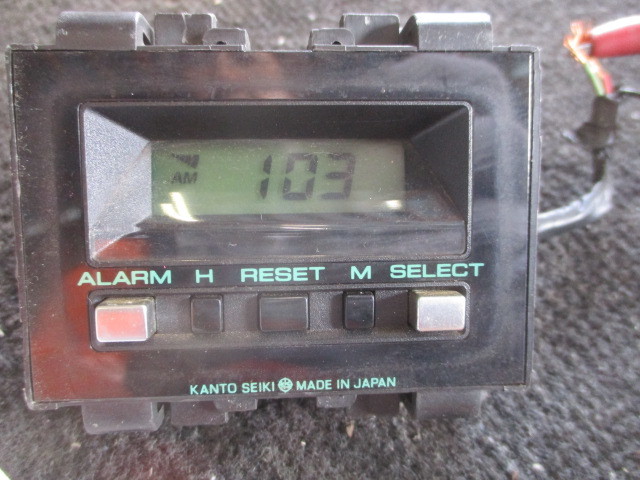 AM 103
ALARM H RESET M SELECT
KANTO SEIKI MADE IN JAPAN